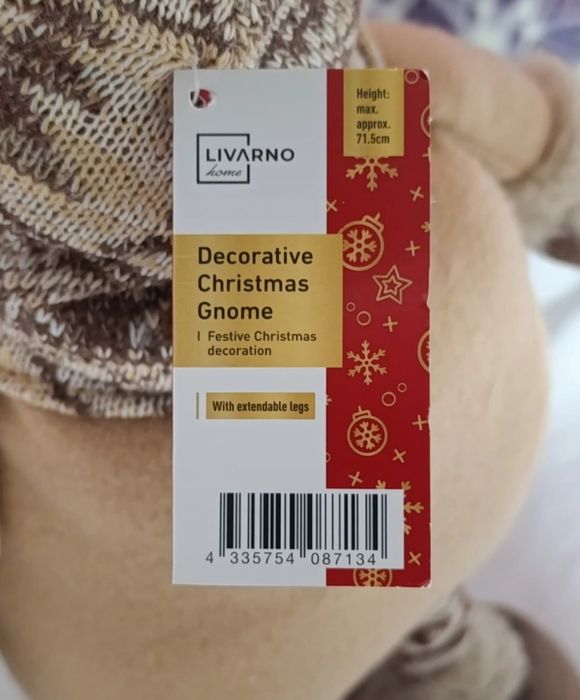 Height:
max.
approx.
71.5cm
LIVARNO
home
Decorative
Christmas
Gnome
| Festive Christmas
decoration
With extendable legs
4 335754 087134